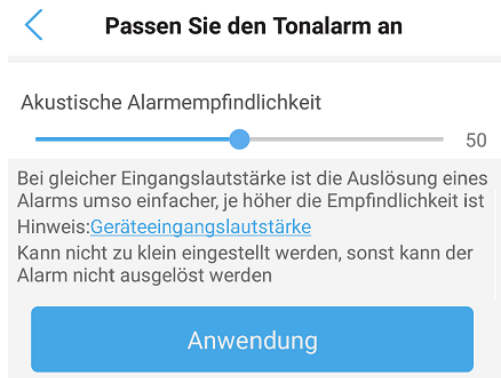 Passen Sie den Tonalarm an
Akustische Alarmempfindlichkeit
50
Bei gleicher Eingangslautstärke ist die Auslösung eines
Alarms umso einfacher, je höher die Empfindlichkeit ist
Hinweis:Geräteeingangslautstärke
Kann nicht zu klein eingestellt werden, sonst kann der
Alarm nicht ausgelöst werden
Anwendung